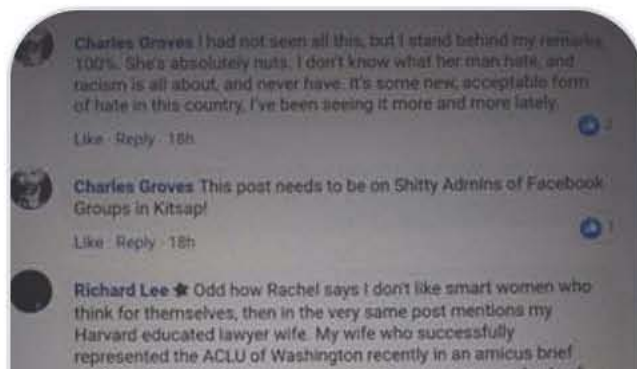 Charles Groves I had not seen all this, but I stand behind my remarks
100%. She's absolutely nuts. I don't know what her man hate, and
racism is all about, and never have. It's some new, acceptable form
of hate in this country, I've been seeing it more and more lately.
2
Like · Reply · 18h
Charles Groves This post needs to be on Shitty Admins of Facebook
Groups in Kitsap!
1
Like · Reply · 18h
Richard Lee Odd how Rachel says I don't like smart women who
think for themselves, then in the very same post mentions my
Harvard educated lawyer wife. My wife who successfully
represented the ACLU of Washington recently in an amicus brief